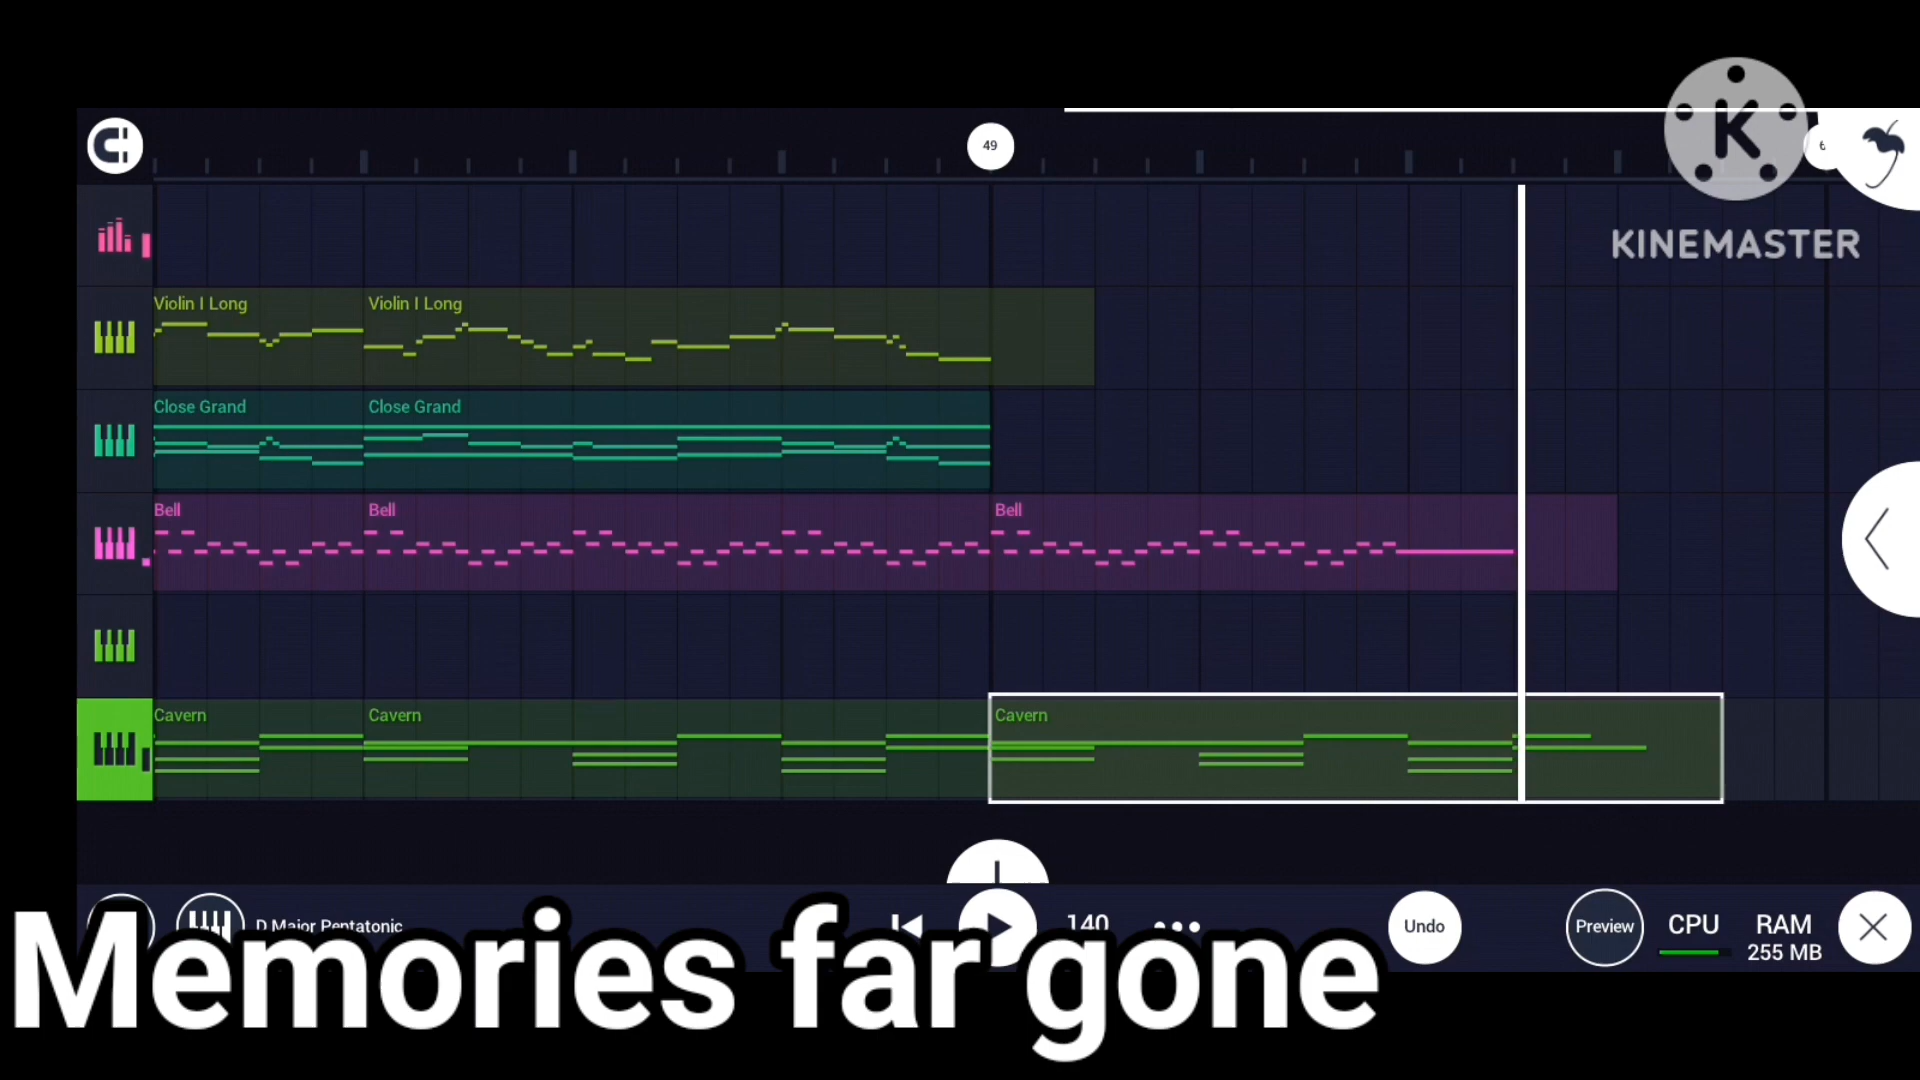 K
49
6
KINEMASTER
Violin I Long Violin I Long
Close Grand Close Grand
Bell Bell Bell
Cavern Cavern Cavern
D Major Pentatonic
140
Undo
Preview
CPU
RAM
255 MB
Memories far gone